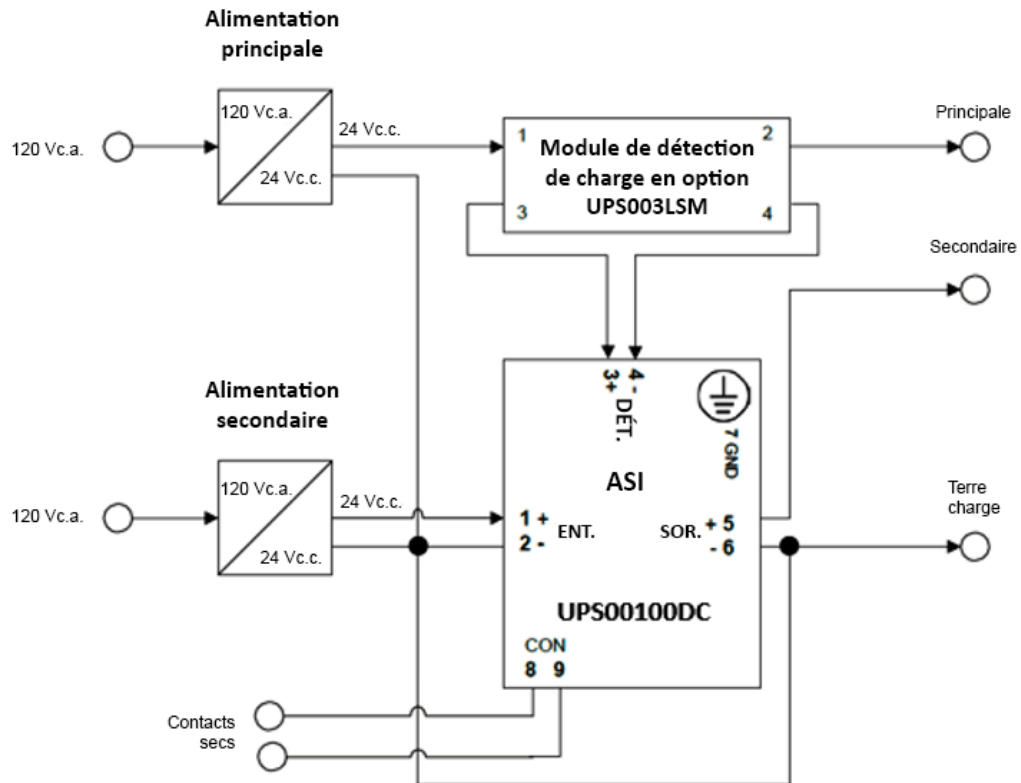 Alimentation
principale
120 Vc.a.
120 Vc.a.
24 Vc.c.
24 Vc.c.
1
2
Module de détection
de charge en option
UPS003LSM
3
4
Principale
Secondaire
Alimentation
secondaire
120 Vc.a.
120 Vc.a.
24 Vc.c.
24 Vc.c.
3+
4 -
DÉT.
7 GND
ASI
1 +
2 -
ENT.
SOR.
+ 5
- 6
UPS00100DC
CON
8 9
Terre
charge
Contacts
secs